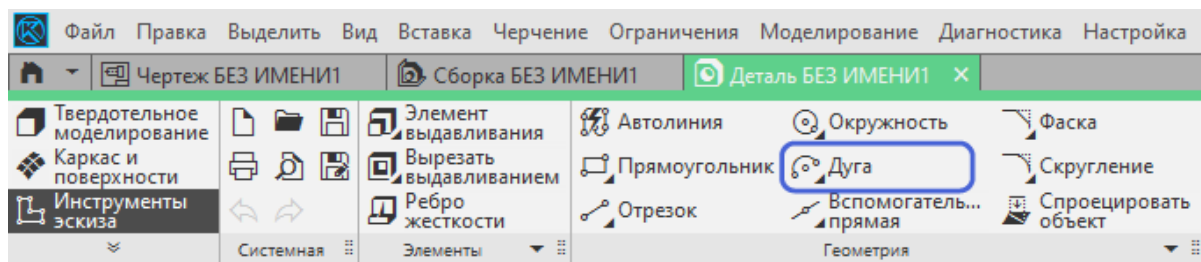 Файл Правка Выделить Вид Вставка Черчение Ограничения Моделирование Диагностика Настройка
Чертеж БЕЗ ИМЕНИ1 Сборка БЕЗ ИМЕНИ1 Деталь БЕЗ ИМЕНИ1
Твердотельное
моделирование
Каркас и
поверхности
Инструменты
эскиза
Системная
Элемент
выдавливания
Вырезать
выдавливанием
Ребро
жесткости
Элементы
Автолиния Окружность Фаска
Прямоугольник Дуга Скругление
Отрезок Вспомогатель...
прямая
Спроецировать
объект
Геометрия